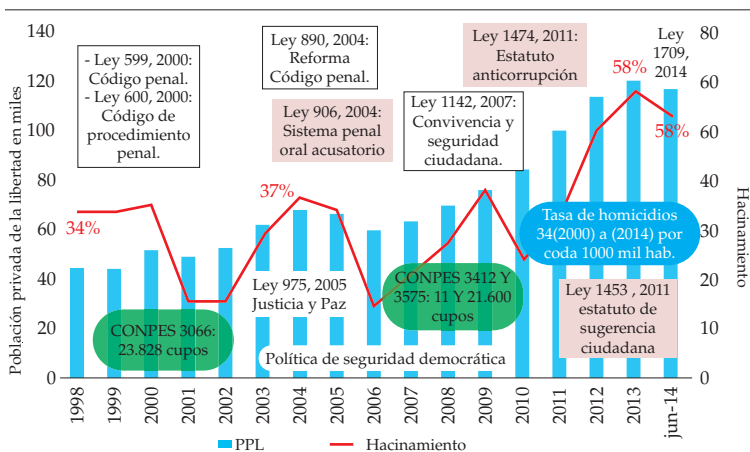 Población privada de la libertad en miles
140
120
100
80
60
40
20
0
- Ley 599, 2000:
Código penal.
- Ley 600, 2000:
Código de
procedimiento
penal.
Ley 890, 2004:
Reforma
Código penal.
Ley 906, 2004:
Sistema penal
oral acusatorio
Ley 1142, 2007:
Convivencia y
seguridad
ciudadana.
Ley 1474, 2011:
Estatuto
anticorrupción
Ley
1709,
2014
34%
37%
58%
58%
Tasa de homicidios
34(2000) a (2014) por
coda 1000 mil hab.
Ley 975, 2005
Justicia y Paz
CONPES 3412 Y
3575: 11 Y 21.600
cupos
Ley 1453 , 2011
estatuto de
sugerencia
ciudadana
CONPES 3066:
23.828 cupos
Política de seguridad democrática
Hacinamiento
80
70
60
50
40
30
20
10
0
1998
1999
2000
2001
2002
2003
2004
2005
2006
2007
2008
2009
2010
2011
2012
2013
jun-14
PPL
Hacinamiento